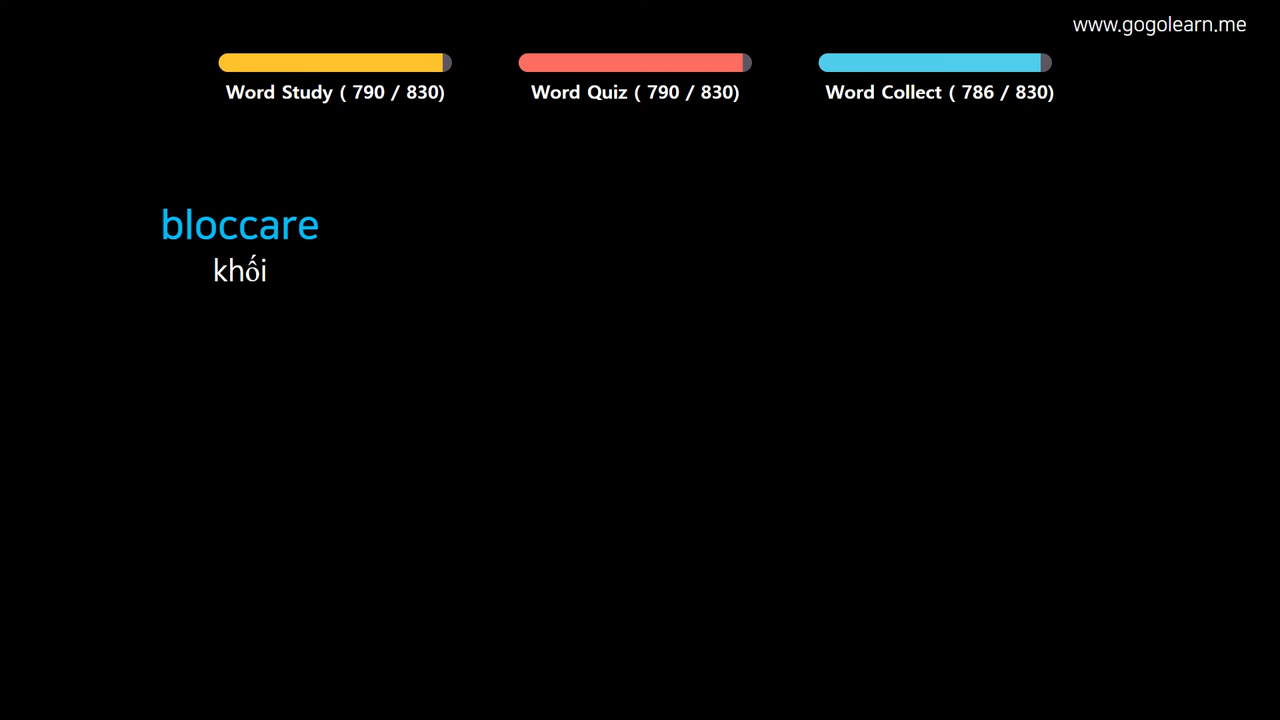 www.gogolearn.me
Word Study ( 790 / 830)
Word Quiz ( 790 / 830)
Word Collect ( 786 / 830)
bloccare
khối